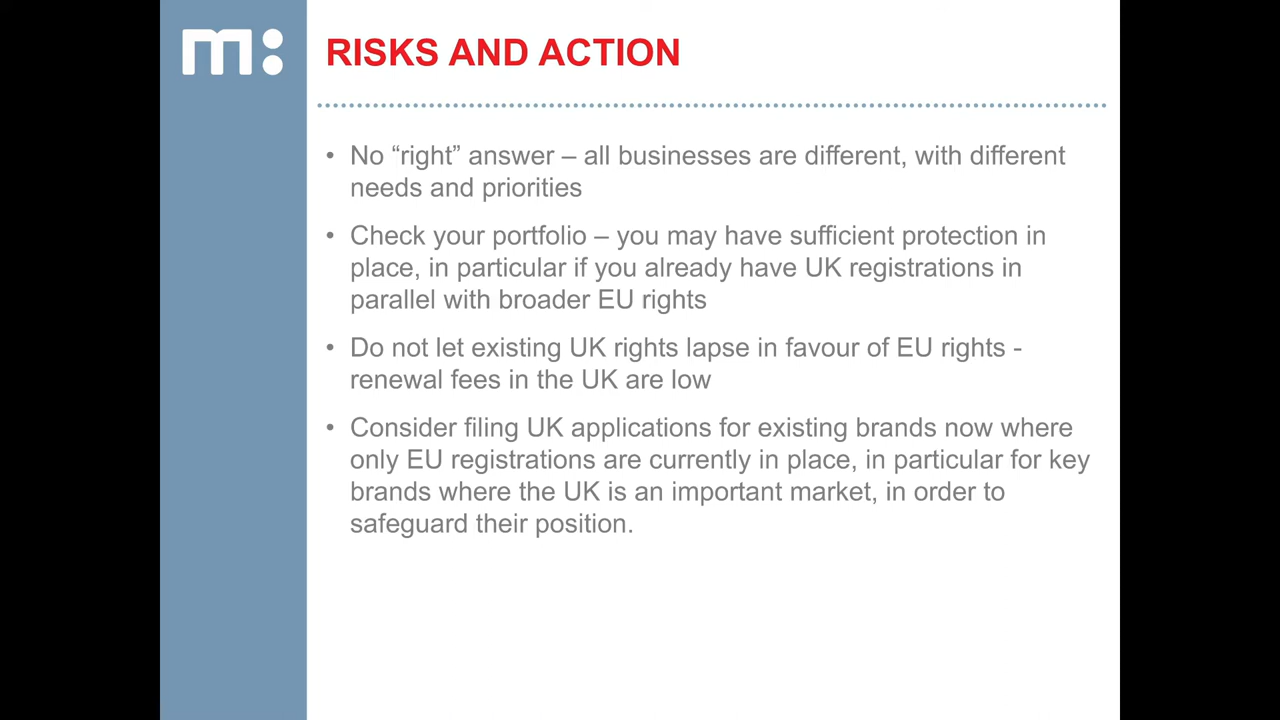 m:
RISKS AND ACTION
• No “right” answer – all businesses are different, with different
needs and priorities
• Check your portfolio – you may have sufficient protection in
place, in particular if you already have UK registrations in
parallel with broader EU rights
• Do not let existing UK rights lapse in favour of EU rights -
renewal fees in the UK are low
• Consider filing UK applications for existing brands now where
only EU registrations are currently in place, in particular for key
brands where the UK is an important market, in order to
safeguard their position.